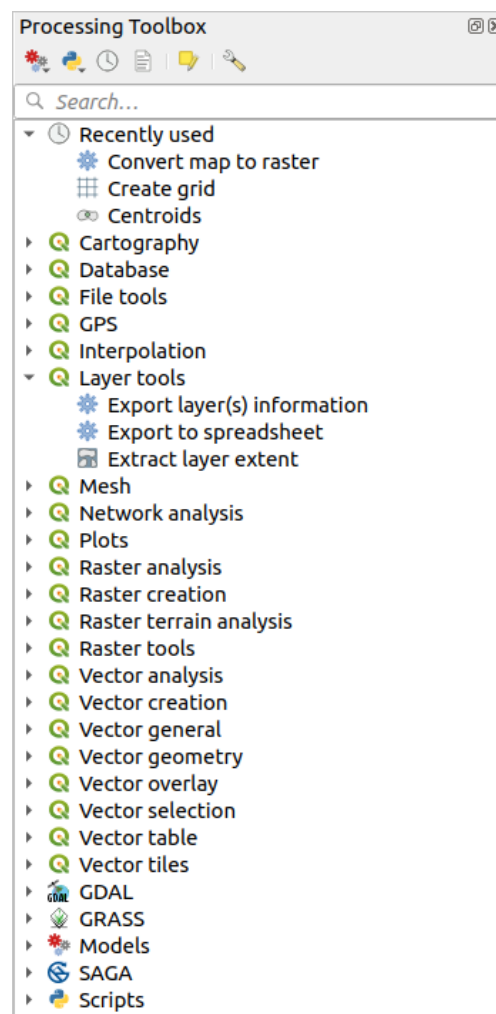 Processing Toolbox
Search...
Recently used
Convert map to raster
Create grid
Centroids
Cartography
Database
File tools
GPS
Interpolation
Layer tools
Export layer(s) information
Export to spreadsheet
Extract layer extent
Mesh
Network analysis
Plots
Raster analysis
Raster creation
Raster terrain analysis
Raster tools
Vector analysis
Vector creation
Vector general
Vector geometry
Vector overlay
Vector selection
Vector table
Vector tiles
GDAL GDAL
GRASS
Models
SAGA
Scripts